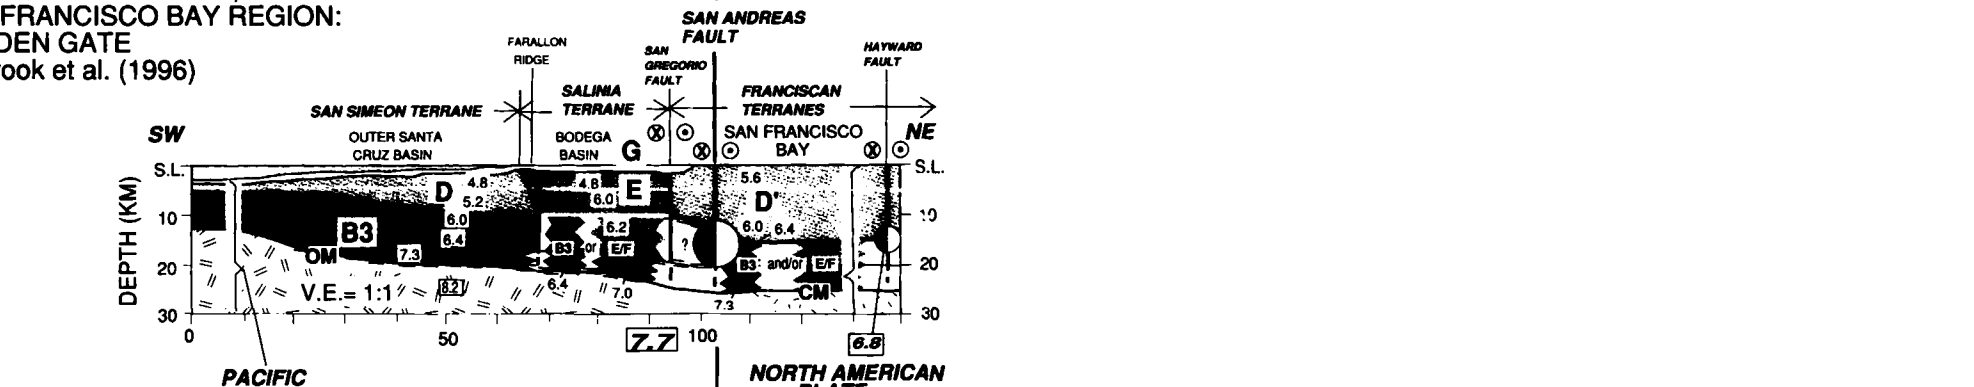 FRANCISCO BAY REGION:
DEN GATE
ook et al. (1996)
SAN ANDREAS
FAULT
FARALLON
RIDGE
SAN
GREGORIO
FAULT
HAYWARD
FAULT
SAN SIMEON TERRANE
SALINIA
TERRANE
FRANCISCAN
TERRANES
SW
OUTER SANTA
CRUZ BASIN
BODEGA
BASIN
G
SAN FRANCISCO
BAY
NE
S.L.
S.L.
D
4.8
5.2
4.8
6.0
E
5.6
D'
10
10
B3
6.0
6.4
6.2
6.0
6.4
OM
7.3
B3 or E/F
?
B3 and/or E/F
20
20
V.E.= 1:1
8.2
6.4
7.0
7.3
CM
30
30
DEPTH (KM)
0
50
7.7
100
6.8
PACIFIC
NORTH AMERICAN
PLATE